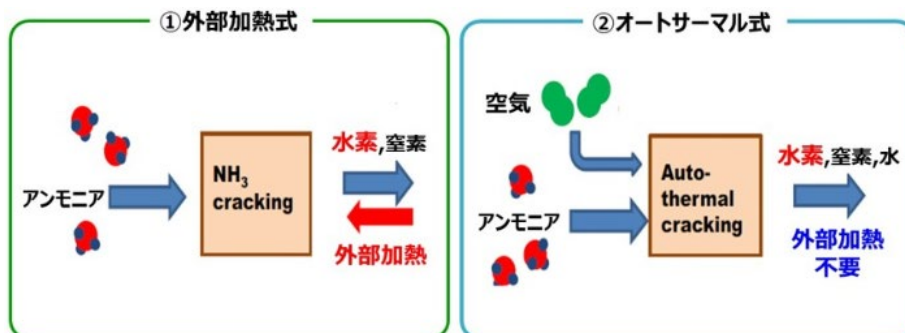 ①外部加熱式
アンモニア
NH₃
cracking
水素,窒素
外部加熱
②オートサーマル式
空気
アンモニア
Auto-
thermal
cracking
水素,窒素,水
外部加熱
不要